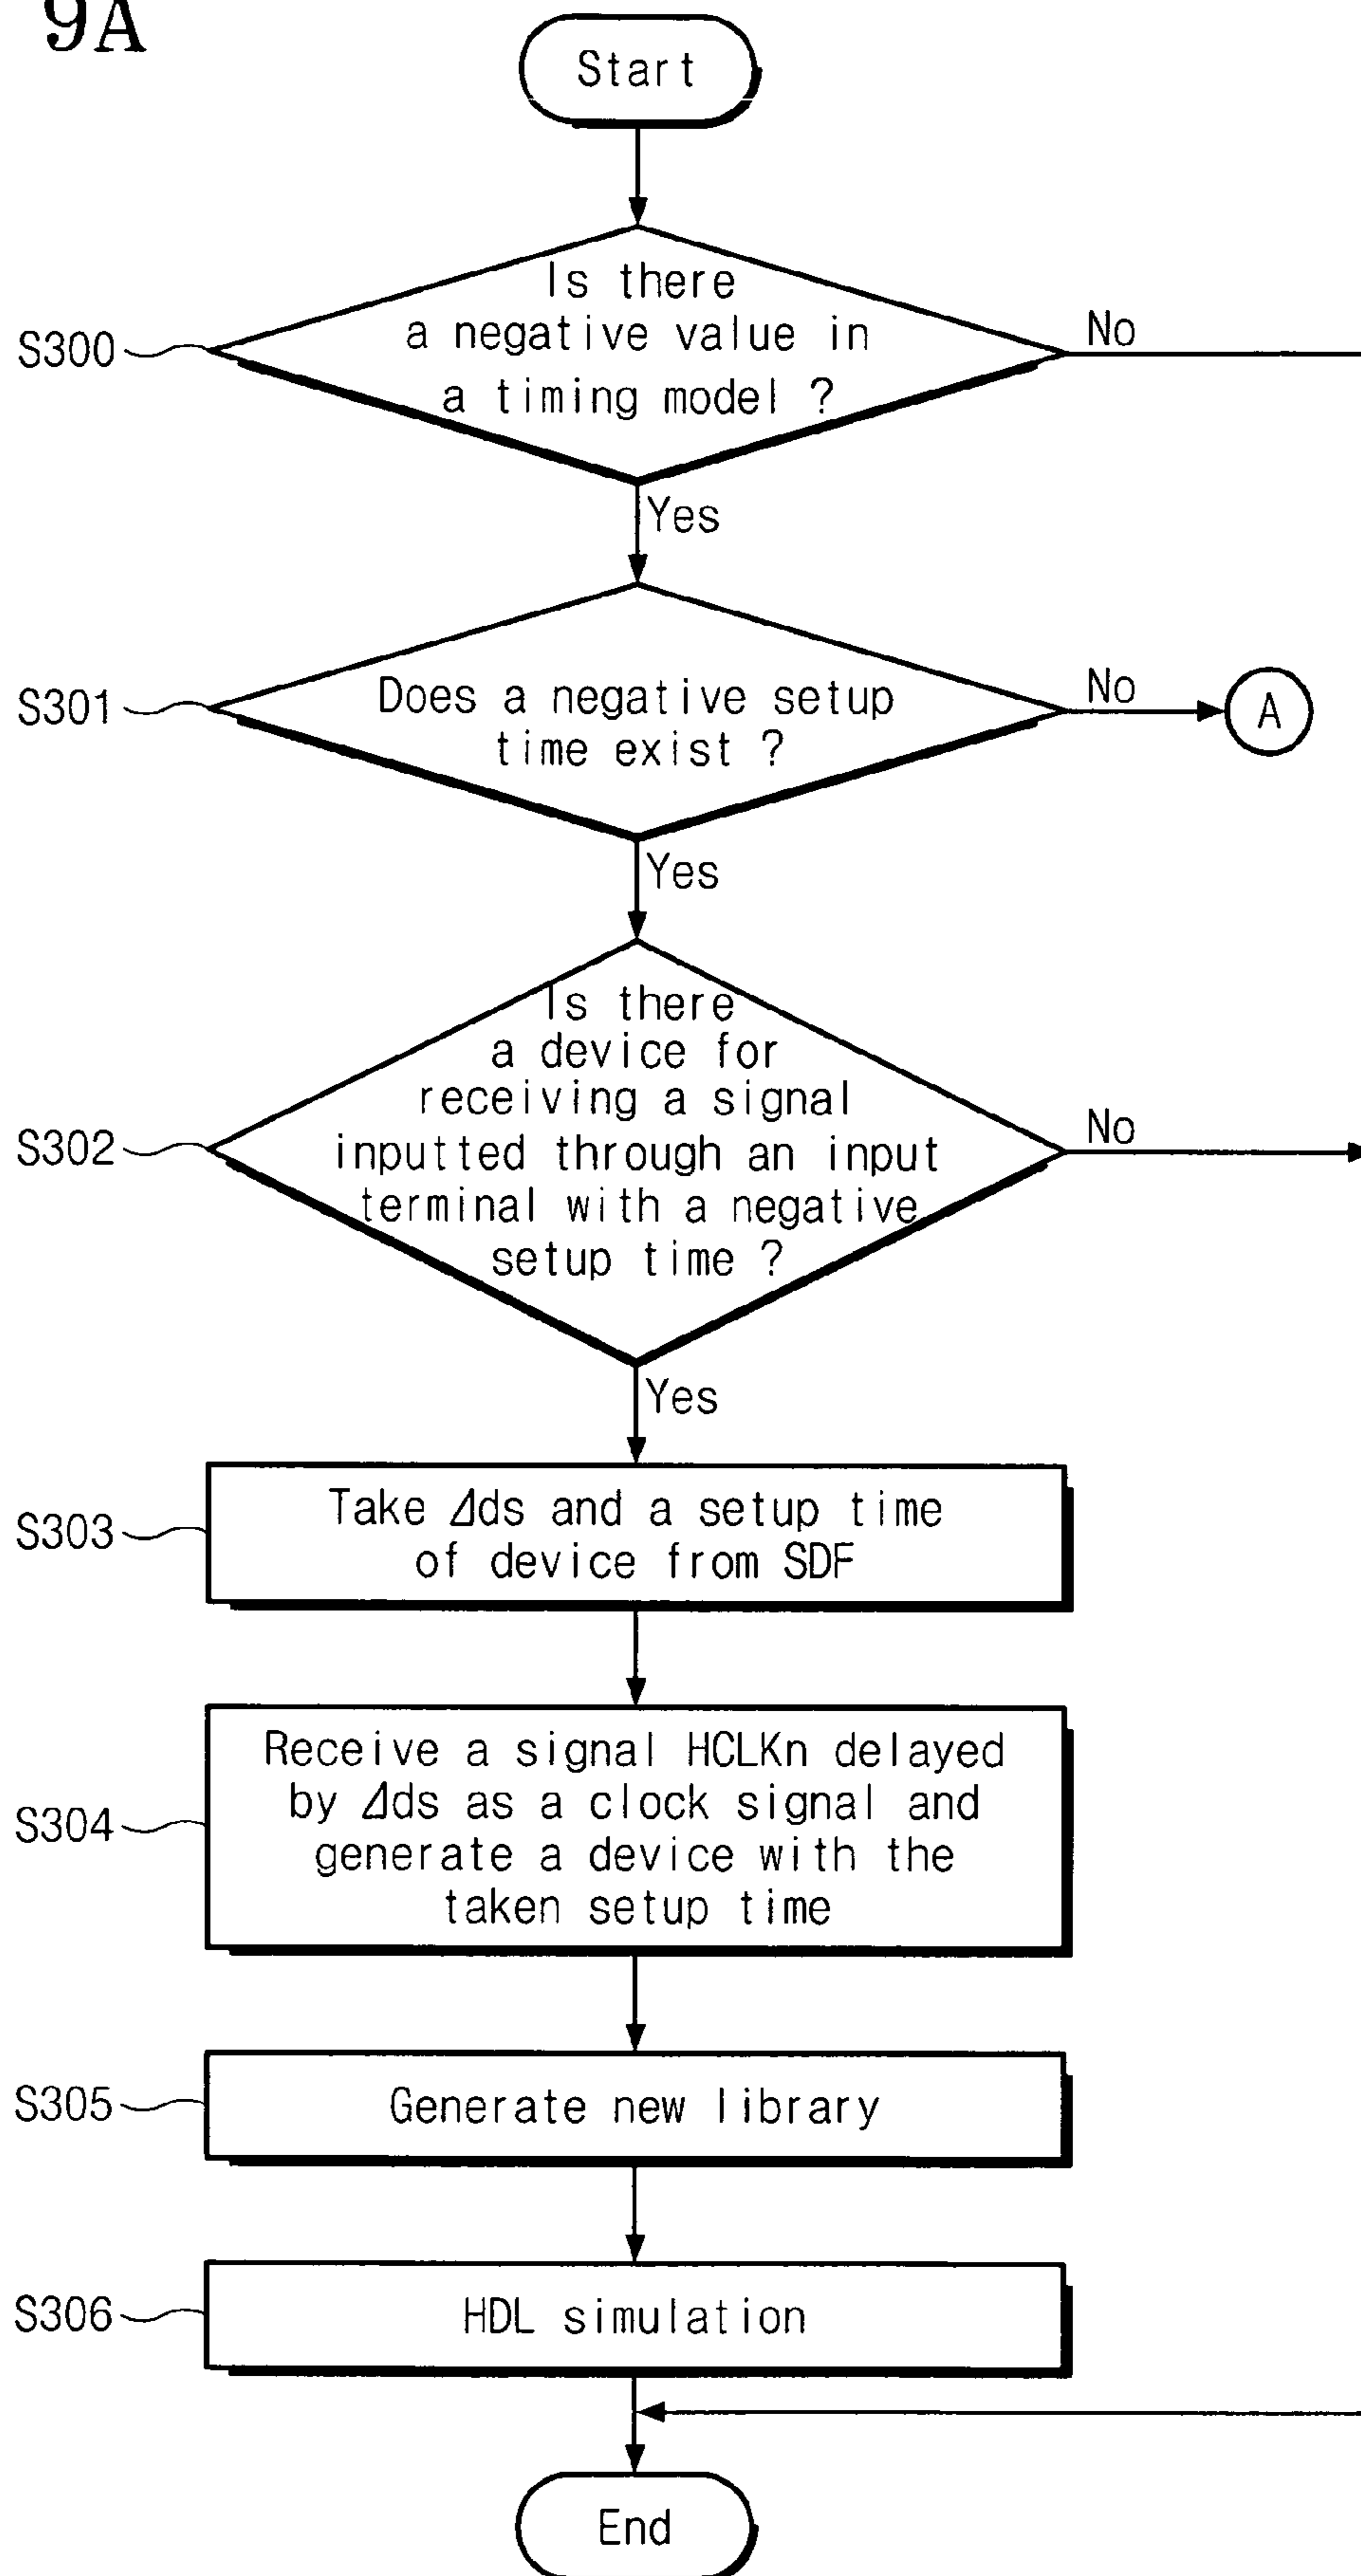 9A
Start
Is there
a negative value in
a timing model ?
S300
No
Yes
Does a negative setup
time exist ?
S301
No
A
Yes
Is there
a device for
receiving a signal
inputted through an input
terminal with a negative
setup time ?
S302
No
Yes
Take ⊿ds and a setup time
of device from SDF
S303
Receive a signal HCLKn delayed
by ⊿ds as a clock signal and
generate a device with the
taken setup time
S304
Generate new library
S305
HDL simulation
S306
End